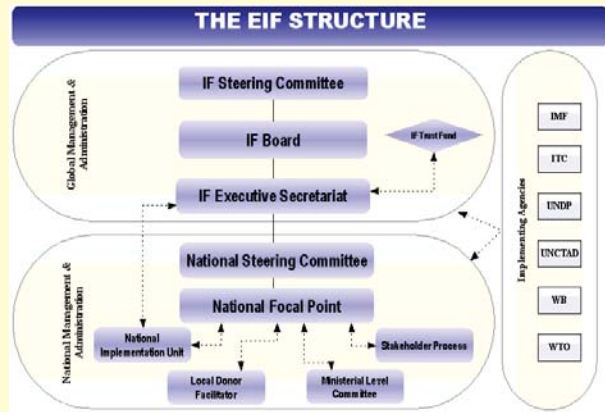 THE EIF STRUCTURE
Global Management &
Administration
IF Steering Committee
IF Board
IF Trust Fund
IF Executive Secretariat
National Management &
Administration
National Steering Committee
National Focal Point
National
Implementation Unit
Stakeholder Process
Local Donor
Facilitator
Ministerial Level
Committee
Implementing Agencies
IMF
ITC
UNDP
UNCTAD
WB
WTO